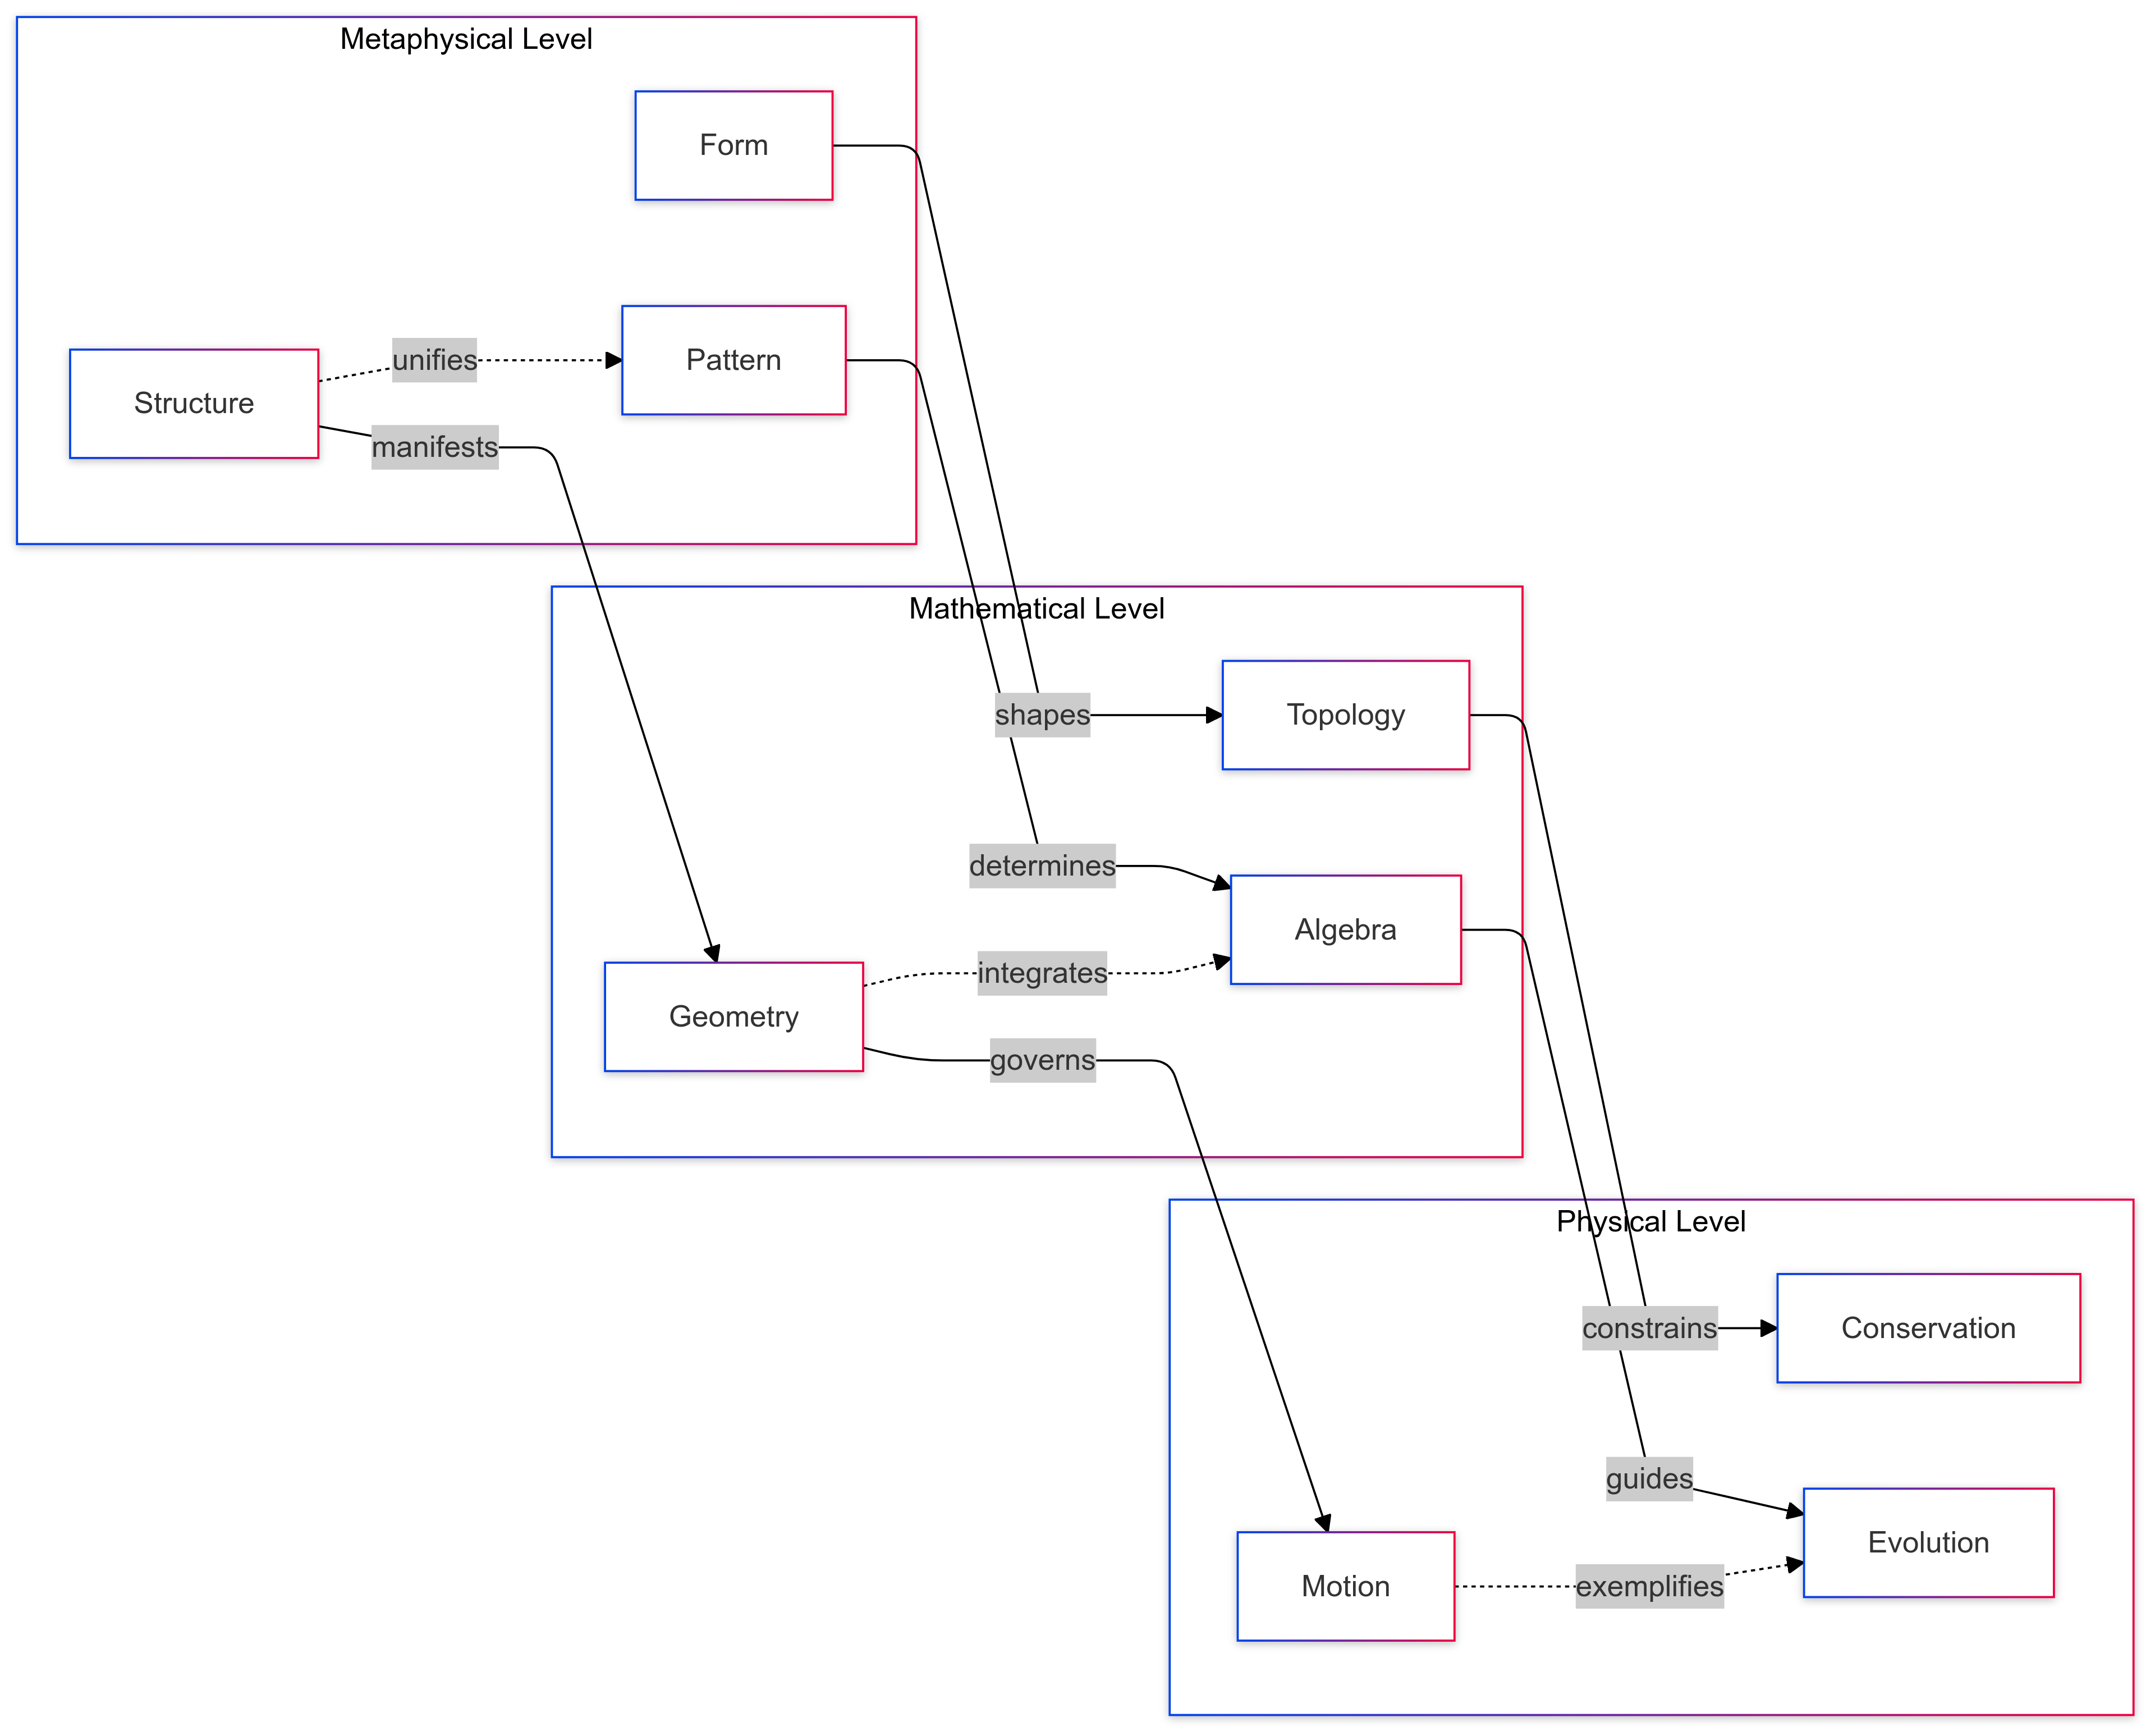 Metaphysical Level
Form
unifies
Pattern
Structure
manifests
Mathematical Level
shapes
Topology
determines
Algebra
integrates
Geometry
governs
Physical Level
constrains
Conservation
guides
Evolution
Motion
exemplifies